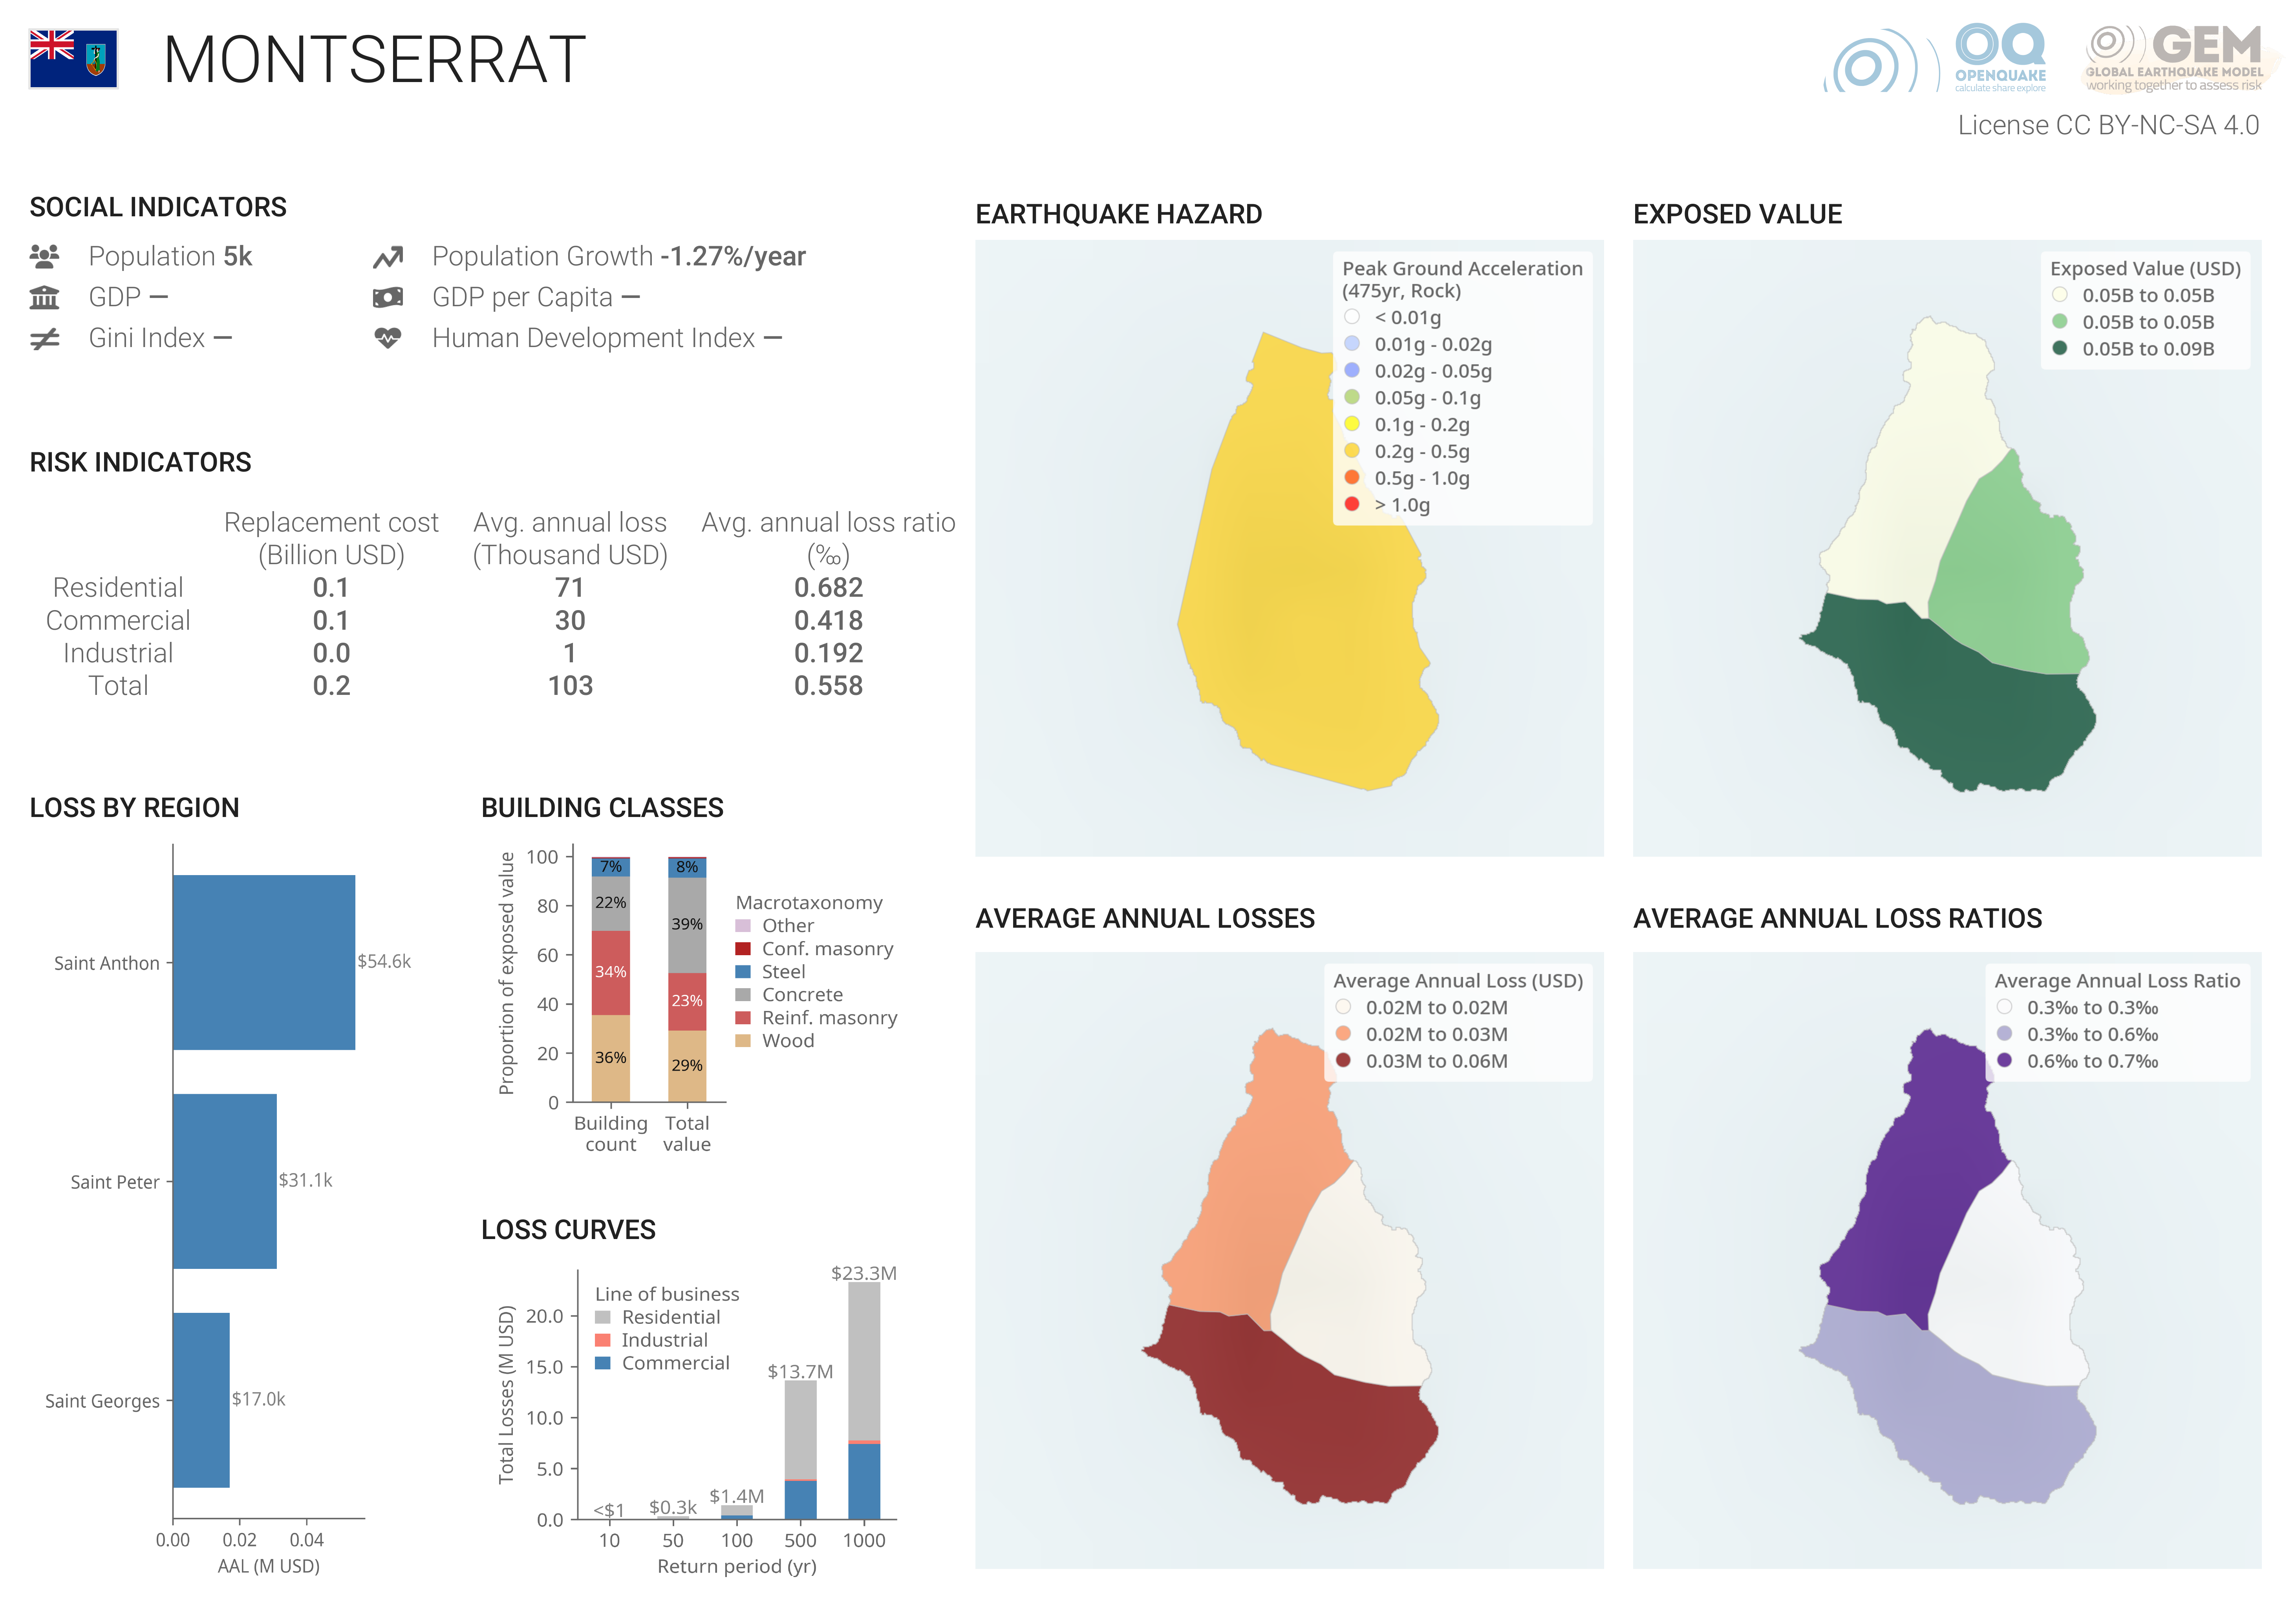 MONTSERRAT
OQ
OPENQUAKE
calculate share explore
GEM
GLOBAL EARTHQUAKE MODEL
working together to assess risk
License CC BY-NC-SA 4.0
SOCIAL INDICATORS
Population 5k
Population Growth -1.27%/year
GDP —
GDP per Capita —
Gini Index —
Human Development Index —
RISK INDICATORS
Replacement cost (Billion USD)
Avg. annual loss (Thousand USD)
Avg. annual loss ratio (‰)
Residential 0.1 71 0.682
Commercial 0.1 30 0.418
Industrial 0.0 1 0.192
Total 0.2 103 0.558
LOSS BY REGION
Saint Anthon
$54.6k
Saint Peter
$31.1k
Saint Georges
$17.0k
0.00 0.02 0.04
AAL (M USD)
BUILDING CLASSES
Proportion of exposed value
100
80
60
40
20
0
7%
22%
34%
36%
8%
39%
23%
29%
Building count
Total value
Macrotaxonomy
Other
Conf. masonry
Steel
Concrete
Reinf. masonry
Wood
LOSS CURVES
Total Losses (M USD)
20.0
15.0
10.0
5.0
0.0
Line of business
Residential
Industrial
Commercial
<$1
$0.3k
$1.4M
$13.7M
$23.3M
10 50 100 500 1000
Return period (yr)
EARTHQUAKE HAZARD
Peak Ground Acceleration
(475yr, Rock)
< 0.01g
0.01g - 0.02g
0.02g - 0.05g
0.05g - 0.1g
0.1g - 0.2g
0.2g - 0.5g
0.5g - 1.0g
> 1.0g
EXPOSED VALUE
Exposed Value (USD)
0.05B to 0.05B
0.05B to 0.05B
0.05B to 0.09B
AVERAGE ANNUAL LOSSES
Average Annual Loss (USD)
0.02M to 0.02M
0.02M to 0.03M
0.03M to 0.06M
AVERAGE ANNUAL LOSS RATIOS
Average Annual Loss Ratio
0.3‰ to 0.3‰
0.3‰ to 0.6‰
0.6‰ to 0.7‰